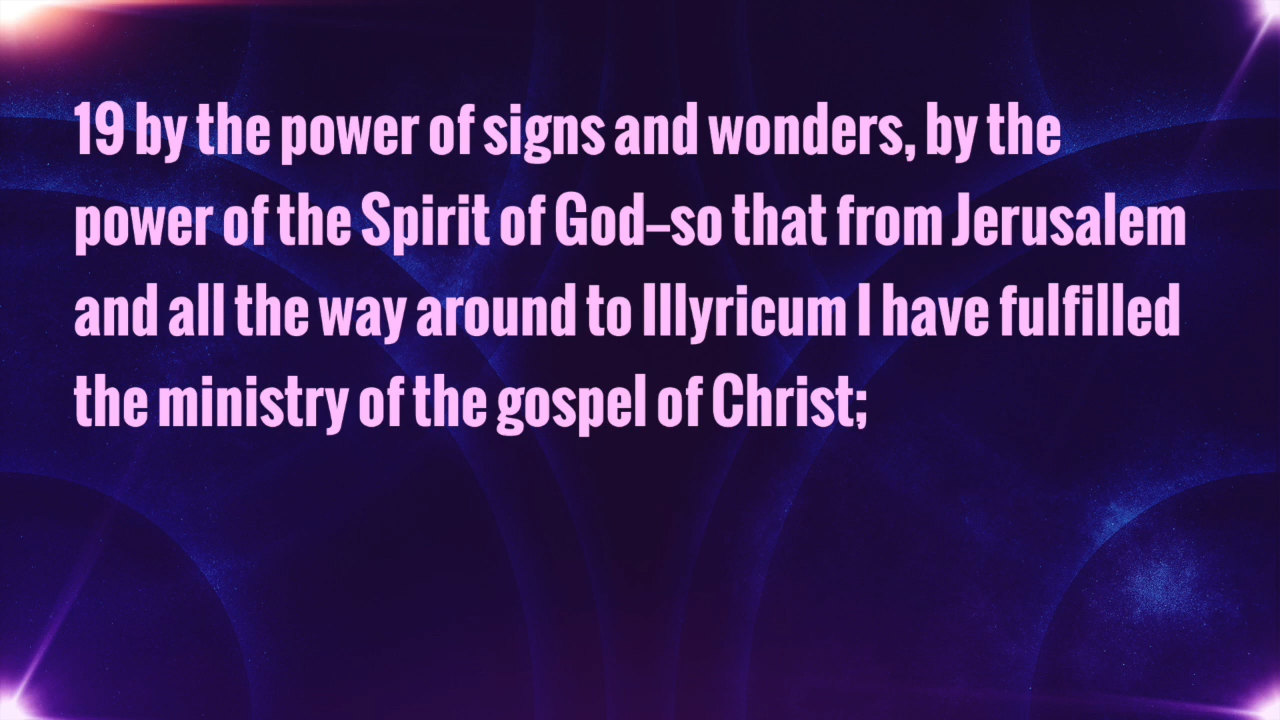 19 by the power of signs and wonders, by the
power of the Spirit of God–so that from Jerusalem
and all the way around to Illyricum I have fulfilled
the ministry of the gospel of Christ;